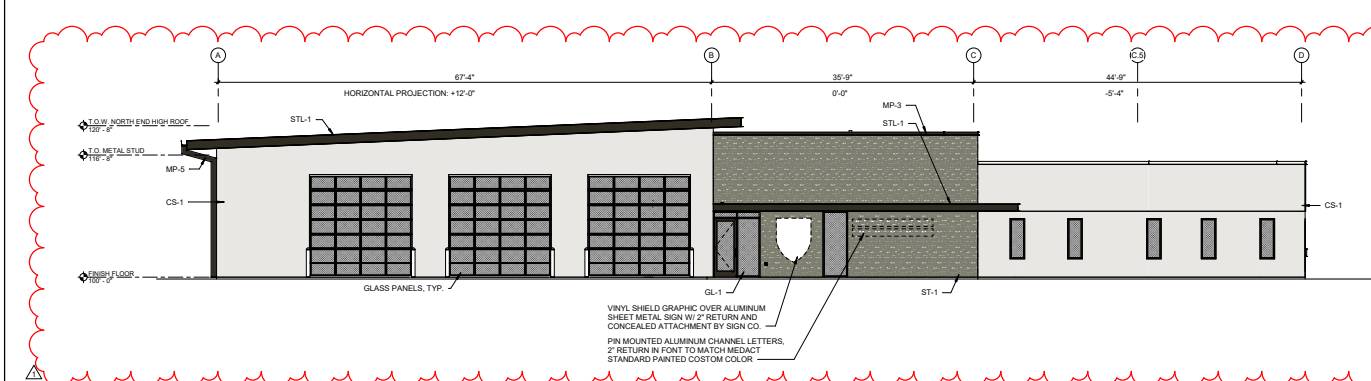 A
B
C
C.5
D
67'-4"
35'-9"
44'-9"
HORIZONTAL PROJECTION: +12'-0"
0'-0"
-5'-4"
MP-3
STL-1
STL-1
T.O.W. NORTH END HIGH ROOF
120' - 8"
T.O. METAL STUD
116' - 8"
MP-5
CS-1
CS-1
FINISH FLOOR
100' - 0"
GLASS PANELS, TYP.
GL-1
ST-1
VINYL SHIELD GRAPHIC OVER ALUMINUM
SHEET METAL SIGN W/ 2" RETURN AND
CONCEALED ATTACHMENT BY SIGN CO.
PIN MOUNTED ALUMINUM CHANNEL LETTERS,
2" RETURN IN FONT TO MATCH MEDACT
STANDARD PAINTED COSTOM COLOR
1